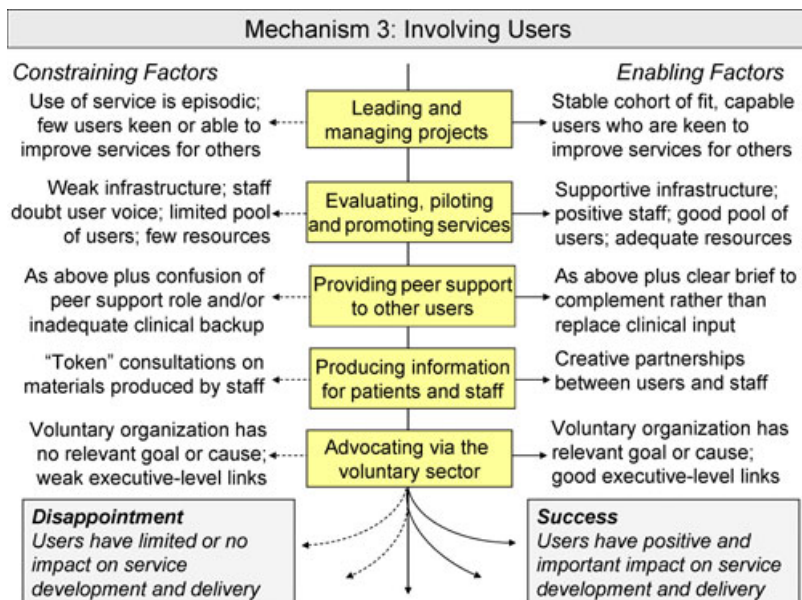 Mechanism 3: Involving Users
Constraining Factors
Enabling Factors
Use of service is episodic;
few users keen or able to
improve services for others
Leading and
managing projects
Stable cohort of fit, capable
users who are keen to
improve services for others
Weak infrastructure; staff
doubt user voice; limited pool
of users; few resources
Evaluating, piloting
and promoting services
Supportive infrastructure;
positive staff; good pool of
users; adequate resources
As above plus confusion of
peer support role and/or
inadequate clinical backup
Providing peer support
to other users
As above plus clear brief to
complement rather than
replace clinical input
“Token” consultations on
materials produced by staff
Producing information
for patients and staff
Creative partnerships
between users and staff
Voluntary organization has
no relevant goal or cause;
weak executive-level links
Advocating via the
voluntary sector
Voluntary organization has
relevant goal or cause;
good executive-level links
Disappointment
Users have limited or no
impact on service
development and delivery
Success
Users have positive and
important impact on service
development and delivery